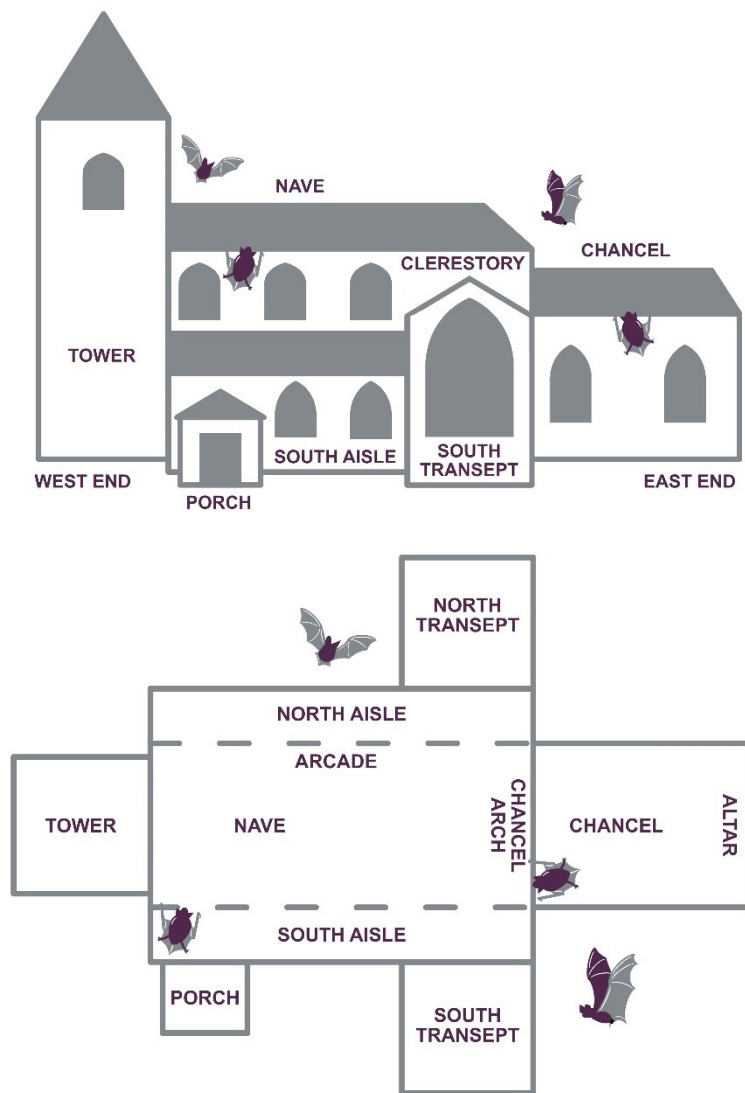 NAVE
CHANCEL
CLERESTORY
TOWER
SOUTH AISLE
SOUTH
TRANSEPT
WEST END
EAST END
PORCH
NORTH
TRANSEPT
NORTH AISLE
ARCADE
TOWER
NAVE
CHANCEL
ARCH
CHANCEL
ALTAR
SOUTH AISLE
PORCH
SOUTH
TRANSEPT